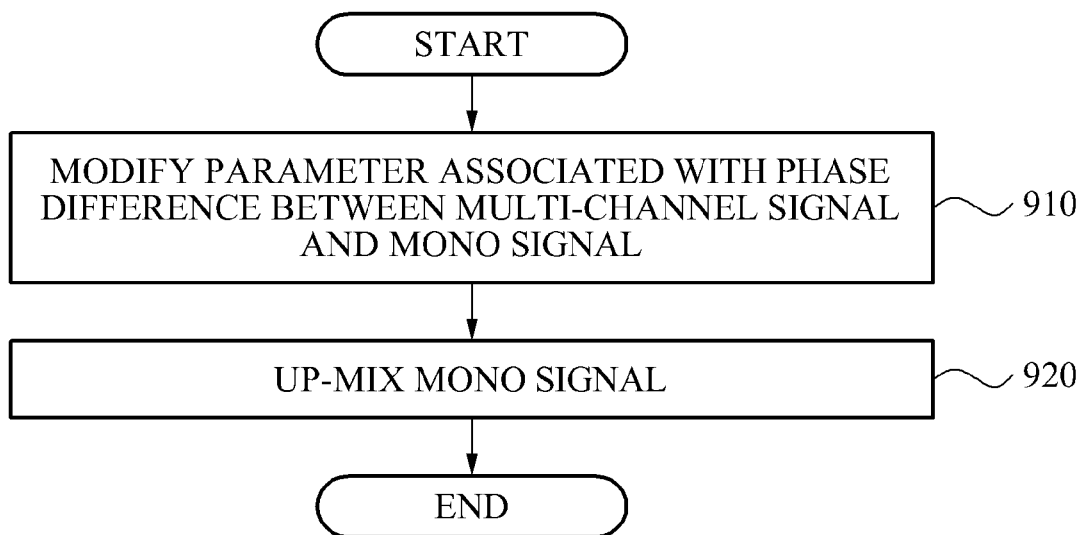 START
MODIFY PARAMETER ASSOCIATED WITH PHASE
DIFFERENCE BETWEEN MULTI-CHANNEL SIGNAL
AND MONO SIGNAL
910
UP-MIX MONO SIGNAL
920
END